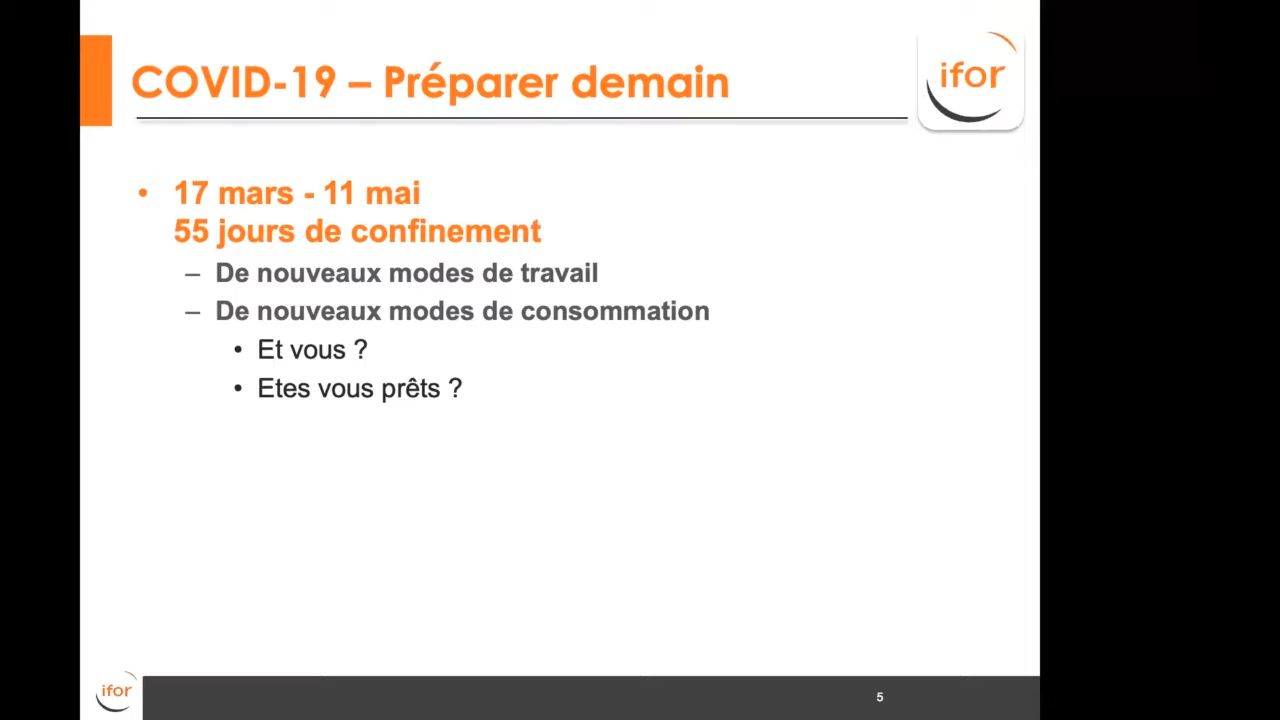 COVID-19 – Préparer demain
ifor
• 17 mars - 11 mai
55 jours de confinement
– De nouveaux modes de travail
– De nouveaux modes de consommation
• Et vous ?
• Etes vous prêts ?
ifor
5